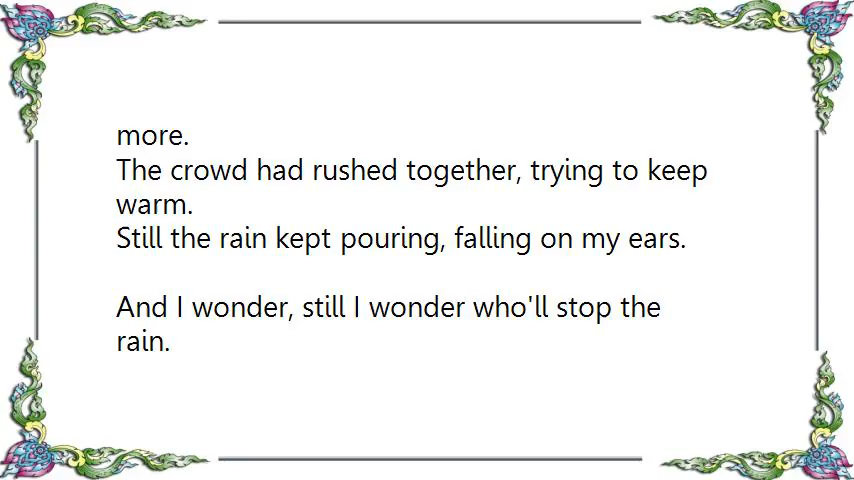 more.
The crowd had rushed together, trying to keep
warm.
Still the rain kept pouring, falling on my ears.
And I wonder, still I wonder who'll stop the
rain.